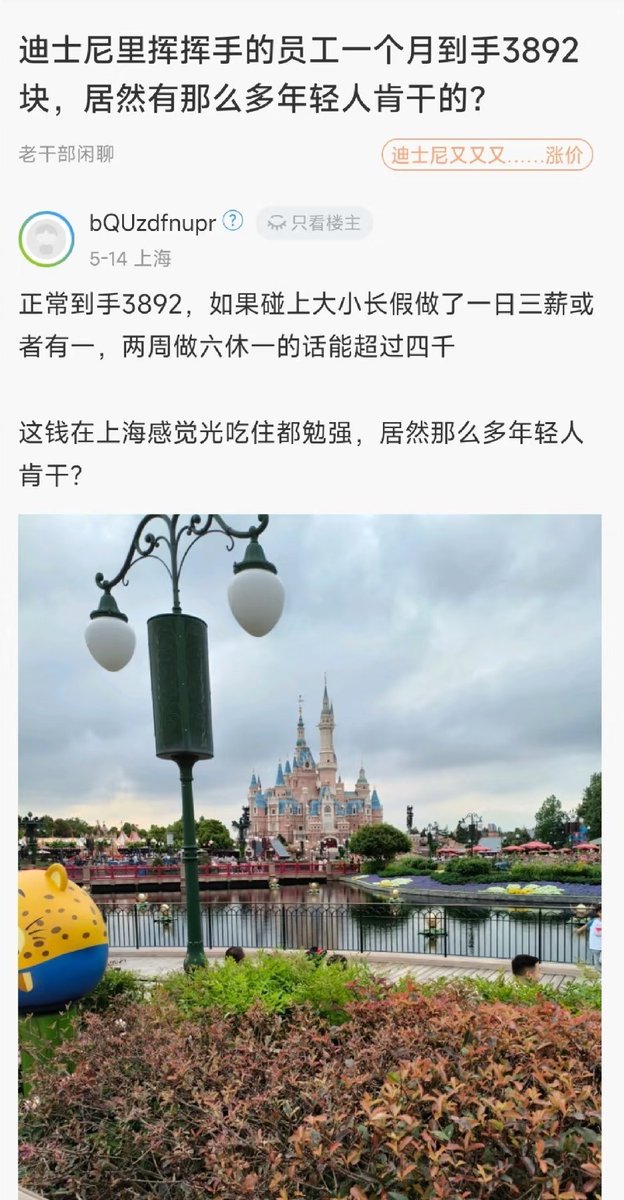 迪士尼里挥挥手的员工一个月到手3892
块，居然有那么多年轻人肯干的?
老干部闲聊
迪士尼又又又……涨价
bQUzdfnupr ?
只看楼主
5-14 上海
正常到手3892，如果碰上大小长假做了一日三薪或
者有一，两周做六休一的话能超过四千
这钱在上海感觉光吃住都勉强，居然那么多年轻人
肯干?